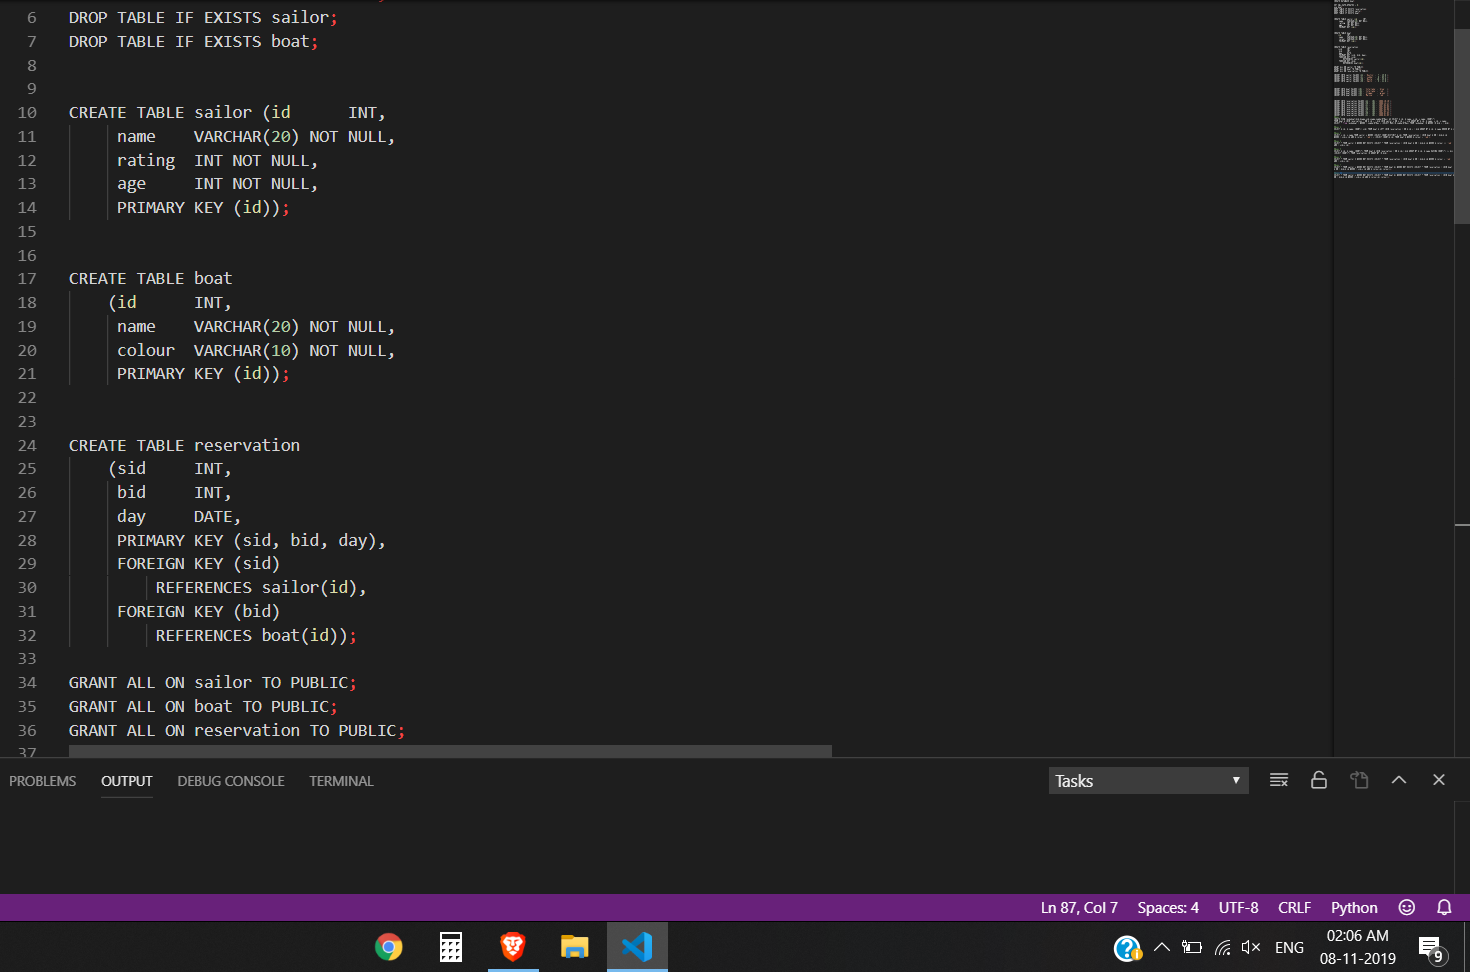 6 DROP TABLE IF EXISTS sailor;
7 DROP TABLE IF EXISTS boat;
8
9
10 CREATE TABLE sailor (id      INT,
11      name    VARCHAR(20) NOT NULL,
12      rating  INT NOT NULL,
13      age     INT NOT NULL,
14      PRIMARY KEY (id));
15
16
17 CREATE TABLE boat
18     (id      INT,
19      name    VARCHAR(20) NOT NULL,
20      colour  VARCHAR(10) NOT NULL,
21      PRIMARY KEY (id));
22
23
24 CREATE TABLE reservation
25     (sid     INT,
26      bid     INT,
27      day     DATE,
28      PRIMARY KEY (sid, bid, day),
29      FOREIGN KEY (sid)
30          REFERENCES sailor(id),
31      FOREIGN KEY (bid)
32          REFERENCES boat(id));
33
34 GRANT ALL ON sailor TO PUBLIC;
35 GRANT ALL ON boat TO PUBLIC;
36 GRANT ALL ON reservation TO PUBLIC;
37
PROBLEMS OUTPUT DEBUG CONSOLE TERMINAL Tasks
Ln 87, Col 7 Spaces: 4 UTF-8 CRLF Python
ENG 02:06 AM
08-11-2019 9